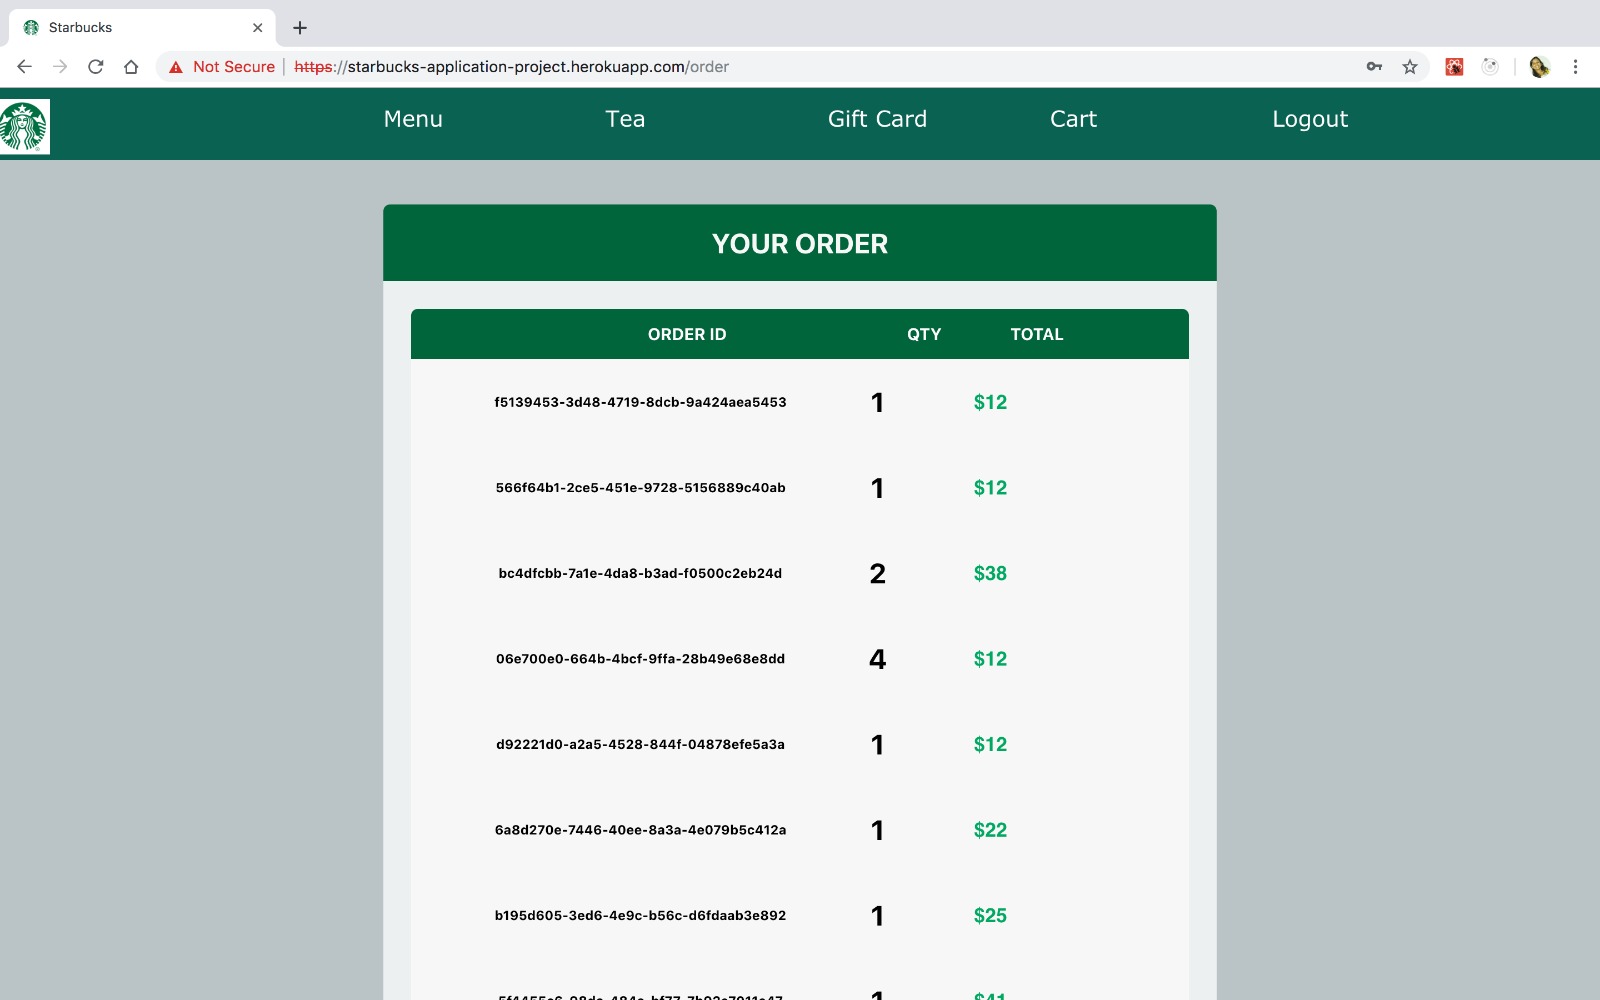 Starbucks
Not Secure https://starbucks-application-project.herokuapp.com/order
Menu Tea Gift Card Cart Logout
YOUR ORDER
ORDER ID QTY TOTAL
f5139453-3d48-4719-8dcb-9a424aea5453 1 $12
566f64b1-2ce5-451e-9728-5156889c40ab 1 $12
bc4dfcbb-7a1e-4da8-b3ad-f0500c2eb24d 2 $38
06e700e0-664b-4bcf-9ffa-28b49e68e8dd 4 $12
d92221d0-a2a5-4528-844f-04878efe5a3a 1 $12
6a8d270e-7446-40ee-8a3a-4e079b5c412a 1 $22
b195d605-3ed6-4e9c-b56c-d6fdaab3e892 1 $25
1 $41